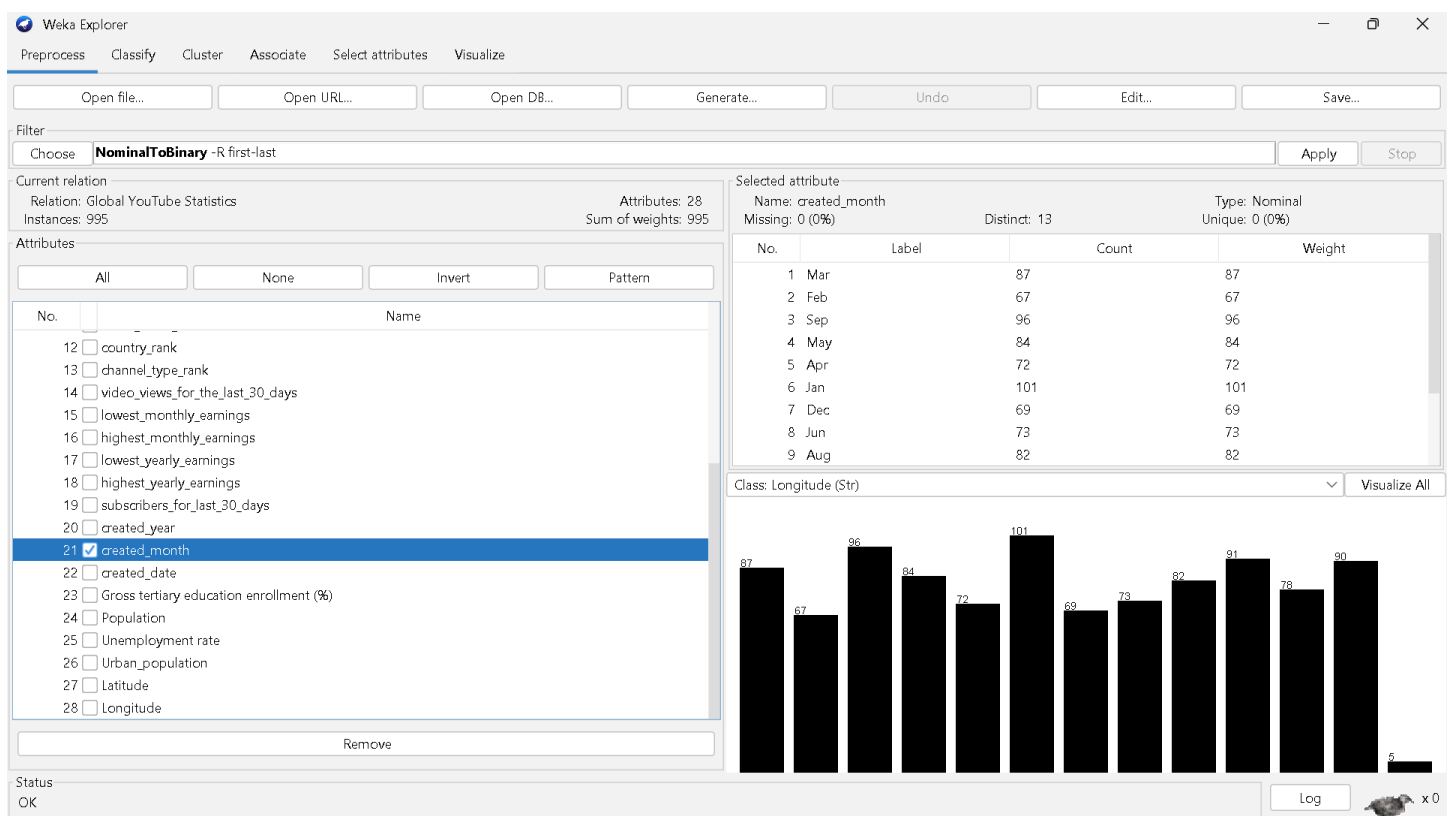 Weka Explorer
Preprocess Classify Cluster Associate Select attributes Visualize
Open file... Open URL... Open DB... Generate... Undo Edit... Save...
Filter
Choose NominalToBinary -R first-last Apply Stop
Current relation
Relation: Global YouTube Statistics Attributes: 28
Instances: 995 Sum of weights: 995
Attributes
All None Invert Pattern
No. Name
12 country_rank
13 channel_type_rank
14 video_views_for_the_last_30_days
15 lowest_monthly_earnings
16 highest_monthly_earnings
17 lowest_yearly_earnings
18 highest_yearly_earnings
19 subscribers_for_last_30_days
20 created_year
21 created_month
22 created_date
23 Gross tertiary education enrollment (%)
24 Population
25 Unemployment rate
26 Urban_population
27 Latitude
28 Longitude
Remove
Selected attribute
Name: created_month Type: Nominal
Missing: 0 (0%) Distinct: 13 Unique: 0 (0%)
No. Label Count Weight
1 Mar 87 87
2 Feb 67 67
3 Sep 96 96
4 May 84 84
5 Apr 72 72
6 Jan 101 101
7 Dec 69 69
8 Jun 73 73
9 Aug 82 82
Class: Longitude (Str) Visualize All
87 67 96 84 72 101 69 73 82 91 78 90 5
Status
OK
Log x 0